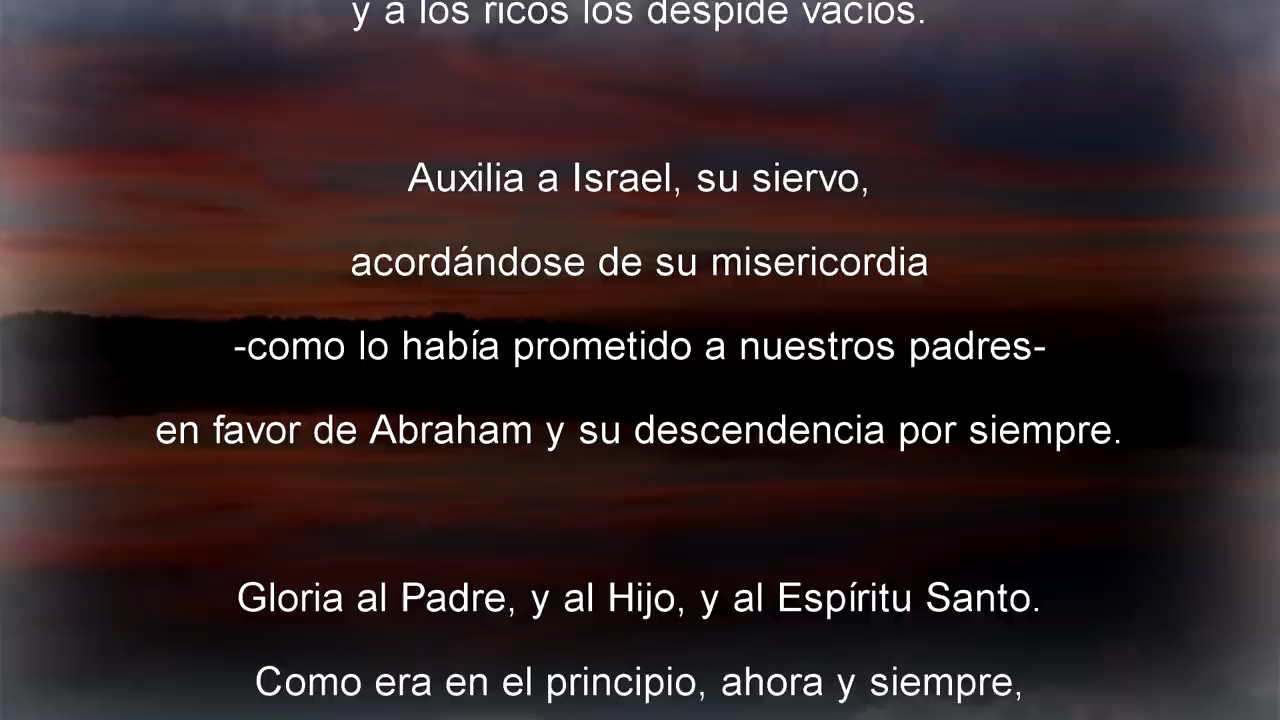 y a los ricos los despide vacíos.
Auxilia a Israel, su siervo,
acordándose de su misericordia
-como lo había prometido a nuestros padres-
en favor de Abraham y su descendencia por siempre.
Gloria al Padre, y al Hijo, y al Espíritu Santo.
Como era en el principio, ahora y siempre,